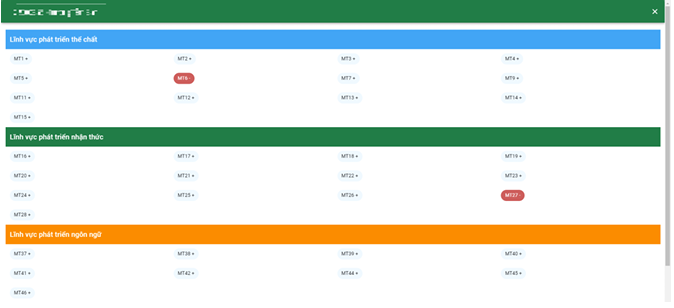 Lĩnh vực phát triển thể chất
MT1 + MT2 + MT3 + MT4 +
MT5 + MT6 - MT7 + MT9 +
MT11 + MT12 + MT13 + MT14 +
MT15 +
Lĩnh vực phát triển nhận thức
MT16 + MT17 + MT18 + MT19 +
MT20 + MT21 + MT22 + MT23 +
MT24 + MT25 + MT26 + MT27 -
MT28 +
Lĩnh vực phát triển ngôn ngữ
MT37 + MT38 + MT39 + MT40 +
MT41 + MT42 + MT44 + MT45 +
MT46 +